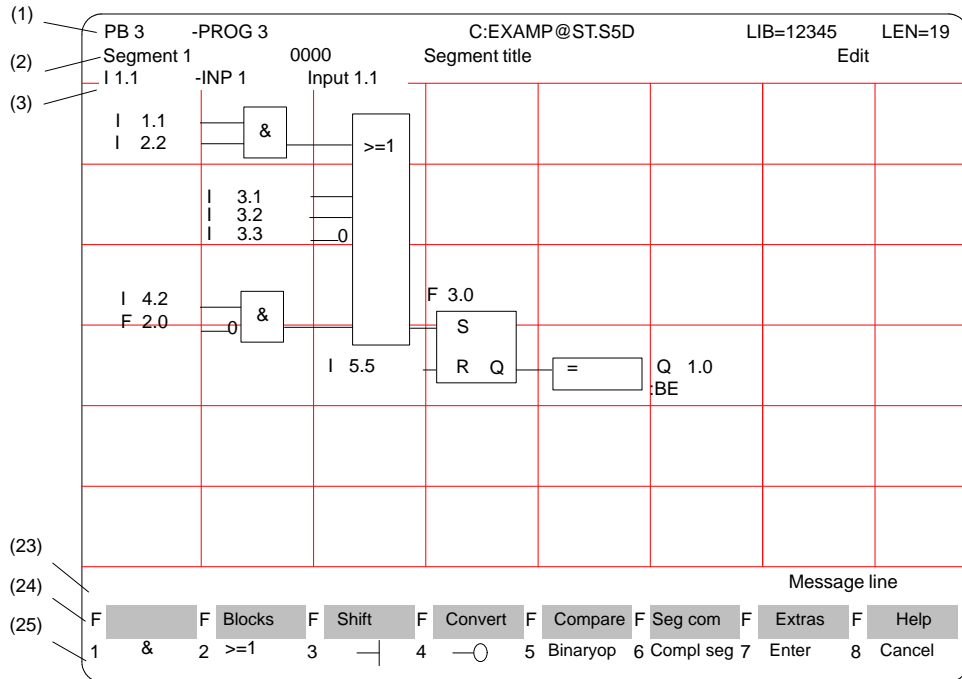 (1) PB 3 -PROG 3 C:EXAMP@ST.S5D LIB=12345 LEN=19
(2) Segment 1 0000 Segment title Edit
(3) I 1.1 -INP 1 Input 1.1
I 1.1
&
I 2.2
>=1
I 3.1
I 3.2
I 3.3 0
I 4.2
F 3.0
F 2.0 0 &
S
I 5.5 R Q = Q 1.0
:BE
(23)
Message line
(24) F F Blocks F Shift F Convert F Compare F Seg com F Extras F Help
(25) 1 & 2 >=1 3 4 5 Binaryop 6 Compl seg 7 Enter 8 Cancel